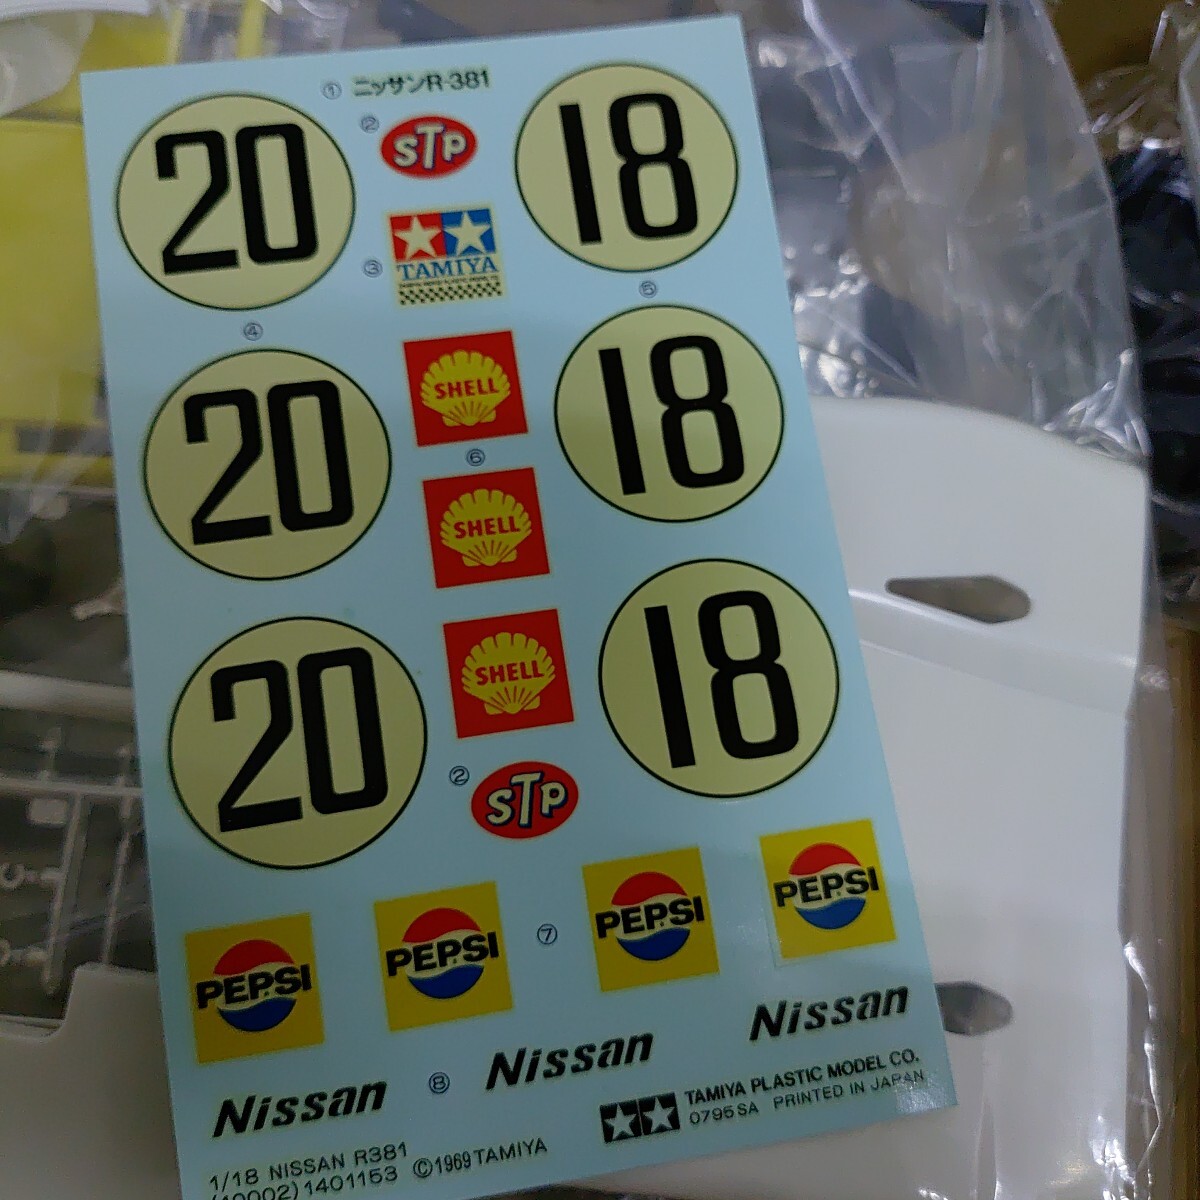 ① ニッサンR-381
20
② STP
18
TAMIYA
③
④
⑤
SHELL
20
18
⑥
SHELL
SHELL
20
18
② STP
PEPSI
PEPSI
⑦
PEPSI
PEPSI
Nissan
⑧
Nissan
Nissan
1/18 NISSAN R381
(10002) 1401153
©1969 TAMIYA
TAMIYA PLASTIC MODEL CO.
0795 SA PRINTED IN JAPAN